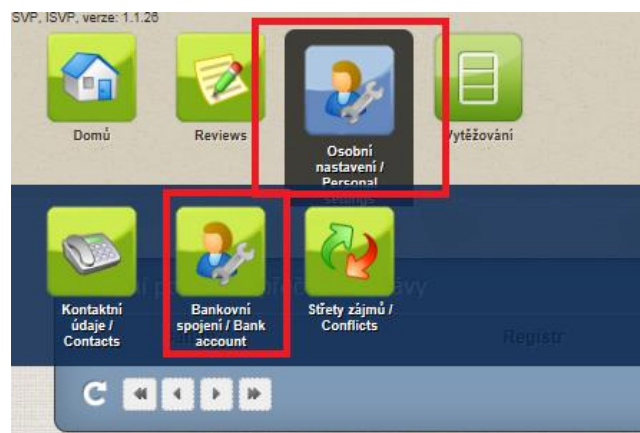 SVP, ISVP, verze: 1.1.26
Domů
Reviews
Osobní
nastavení /
Personal
settings
Vytěžování
Kontaktní
údaje /
Contacts
Bankovní
spojení / Bank
account
Střety zájmů /
Conflicts
Registr